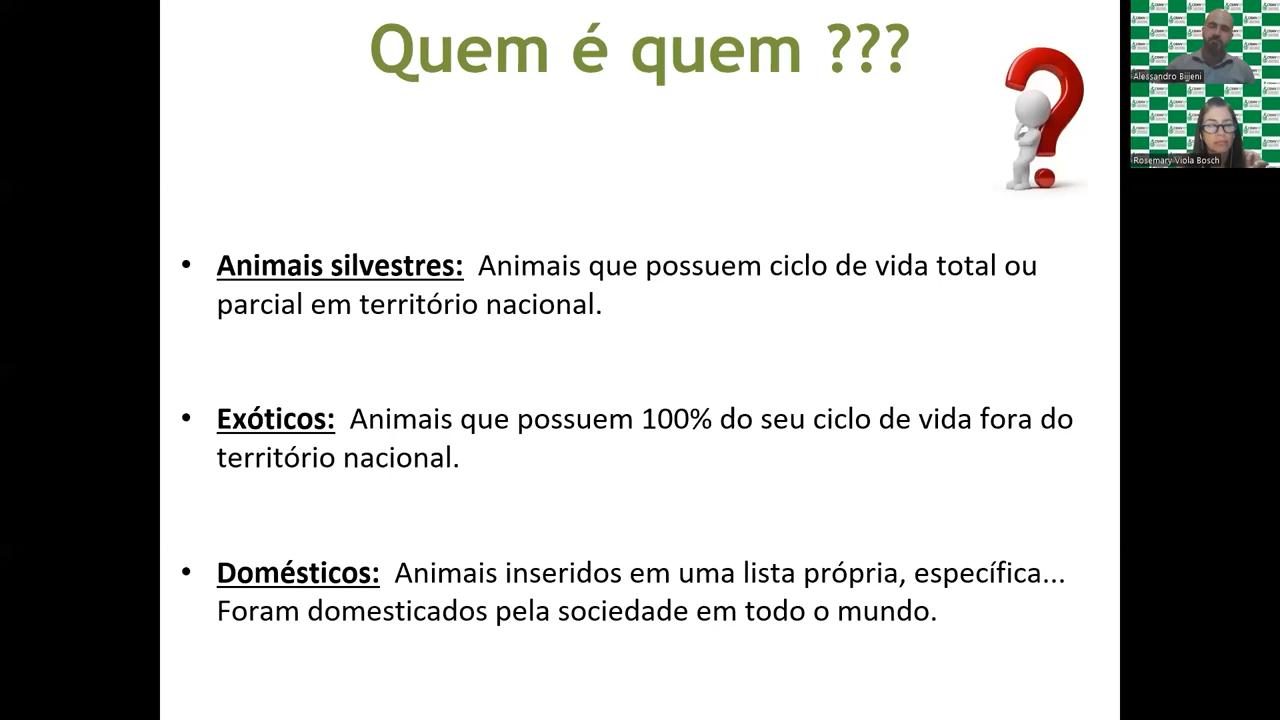 Quem é quem ???
Alessandro Bijjeni
Rosemary Viola Bosch
• Animais silvestres: Animais que possuem ciclo de vida total ou
parcial em território nacional.
• Exóticos: Animais que possuem 100% do seu ciclo de vida fora do
território nacional.
• Domésticos: Animais inseridos em uma lista própria, específica...
Foram domesticados pela sociedade em todo o mundo.